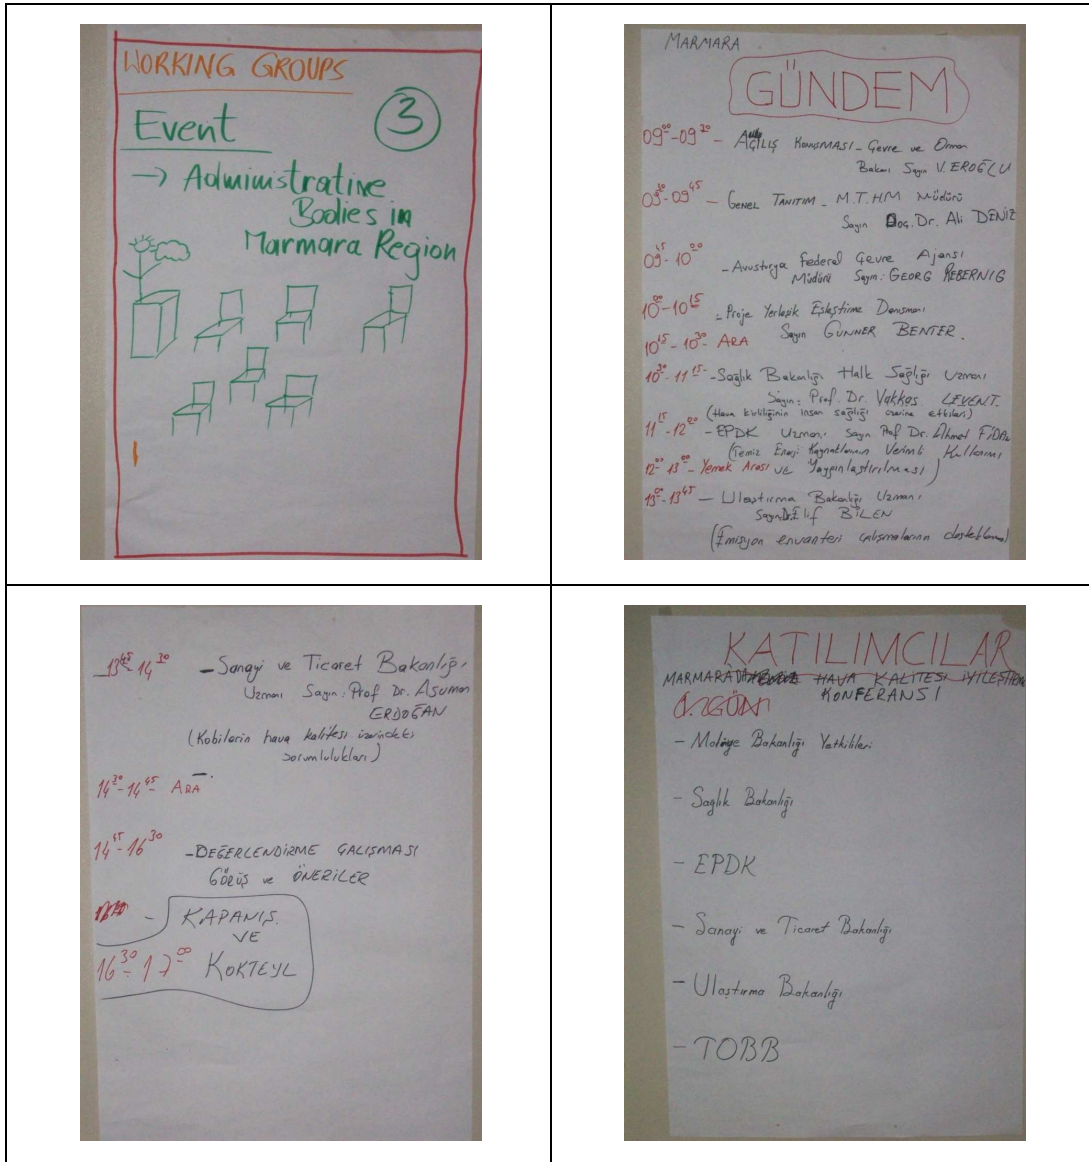 WORKING GROUPS
Event
3
→ Administrative
Bodies in
Marmara Region
MARMARA
GÜNDEM
09⁰⁰-09³⁰ – AÇILIŞ KONUŞMASI – Çevre ve Orman
Bakanı Sayın V. EROĞLU
09³⁰-09⁴⁵ – GENEL TANITIM – M.T.HM Müdürü
Sayın Doç. Dr. Ali DENİZ
09⁴⁵-10⁰⁰ – Avusturya Federal Çevre Ajansı
Müdürü Sayın: GEORG REBERNIG
10⁰⁰-10¹⁵ – Proje Yerleşik Eşleştirme Danışmanı
Sayın GUNNER BENTER.
10¹⁵-10³⁰ – ARA
10³⁰-11¹⁵ – Sağlık Bakanlığı Halk Sağlığı Uzmanı
Sayın: Prof. Dr. Vakkas LEVENT.
(Hava kirliliğinin insan sağlığı üzerine etkileri)
11¹⁵-12⁰⁰ – EPDK Uzmanı Sayın Prof Dr. Ahmet FİDAN
(Temiz Enerji Kaynaklarının Verimli Kullanımı
VE Yaygınlaştırılması)
12⁰⁰-13⁰⁰ – Yemek Arası
13⁰⁰-13⁴⁵ – Ulaştırma Bakanlığı Uzmanı
Sayın Elif BİLEN
(Emisyon envanteri çalışmalarının desteklenmesi)
13⁴⁵-14³⁰ – Sanayi ve Ticaret Bakanlığı
Uzmanı Sayın: Prof Dr. Asuman
ERDOĞAN
(Kobilerin hava kalitesi üzerindeki
sorumlulukları)
14³⁰-14⁴⁵ – ARA
14⁴⁵-16³⁰ – DEĞERLENDİRME ÇALIŞMASI
GÖRÜŞ ve ÖNERİLER
– KAPANIŞ
VE
16³⁰-17⁰⁰ KOKTEYL
KATILIMCILAR
MARMARA HAVA KALİTESİ İYİLEŞTİRME
KONFERANSI
– Maliye Bakanlığı Yetkilileri
– Sağlık Bakanlığı
– EPDK
– Sanayi ve Ticaret Bakanlığı
– Ulaştırma Bakanlığı
– TOBB